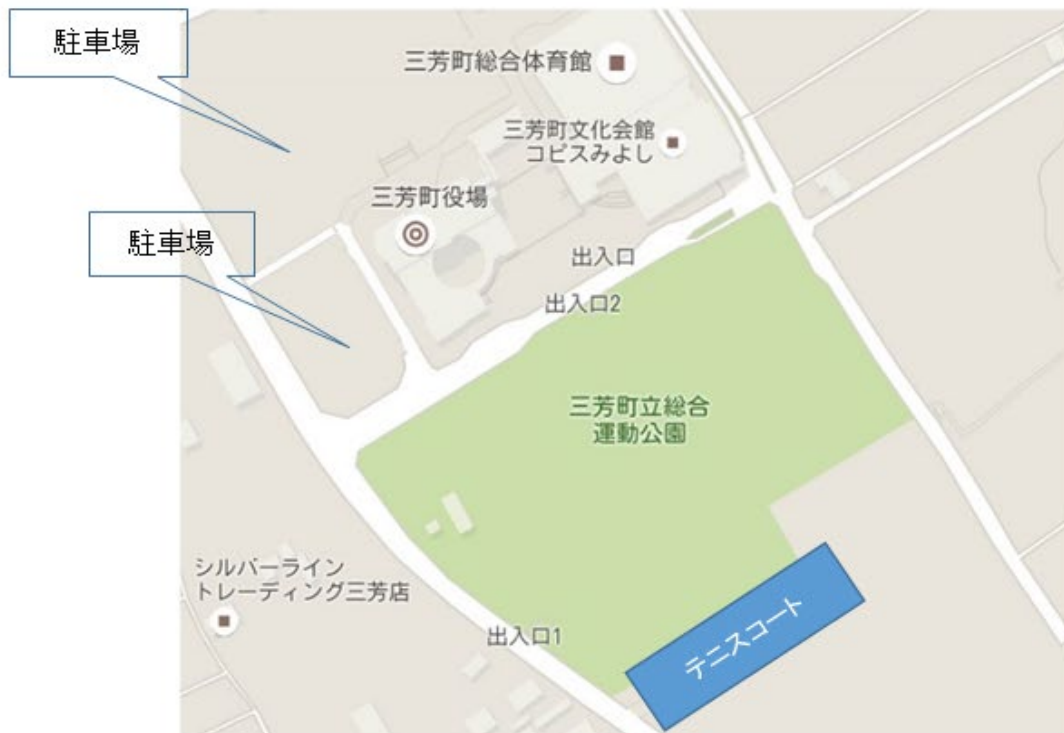 駐車場
三芳町総合体育館
三芳町文化会館
コピスみよし
三芳町役場
駐車場
出入口
出入口2
三芳町立総合
運動公園
シルバーライン
トレーディング三芳店
出入口1
テニスコート